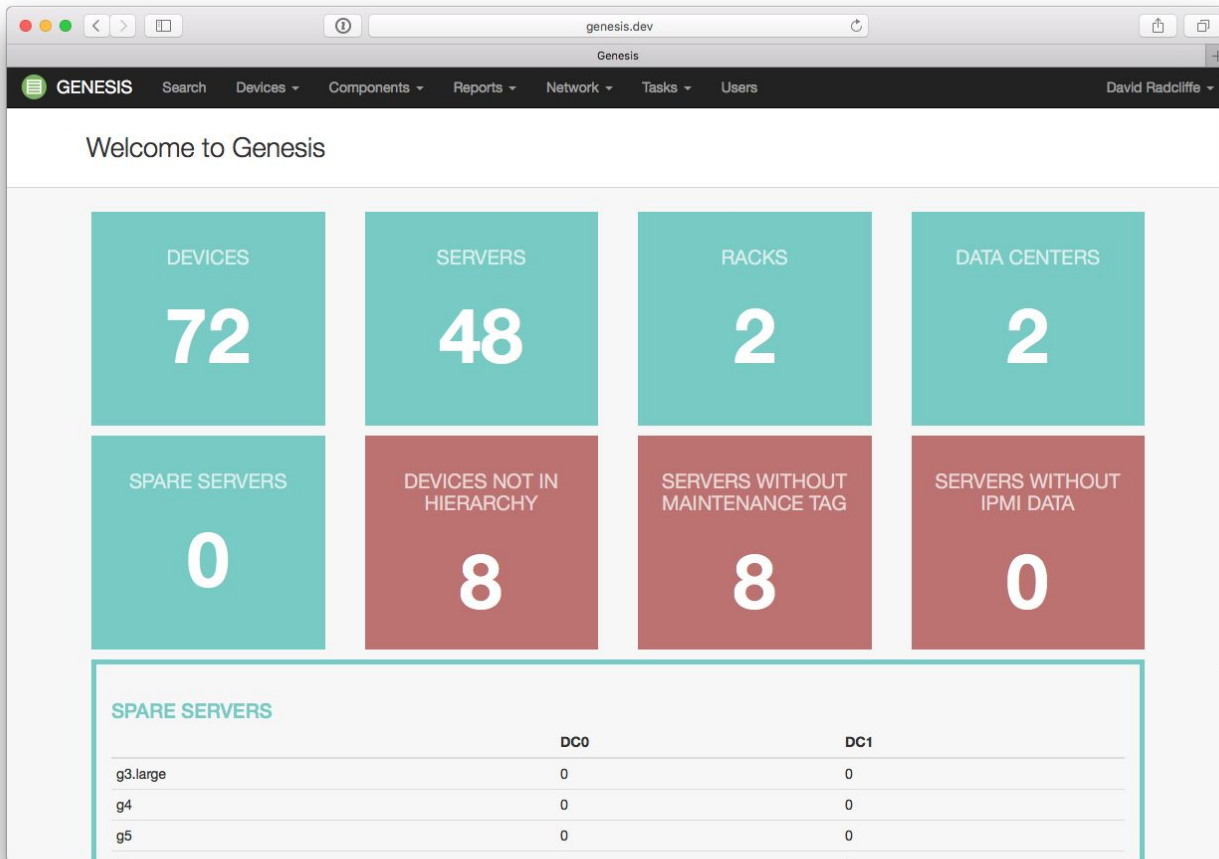 genesis.dev
Genesis
GENESIS Search Devices Components Reports Network Tasks Users David Radcliffe
Welcome to Genesis
DEVICES
72
SERVERS
48
RACKS
2
DATA CENTERS
2
SPARE SERVERS
0
DEVICES NOT IN
HIERARCHY
8
SERVERS WITHOUT
MAINTENANCE TAG
8
SERVERS WITHOUT
IPMI DATA
0
SPARE SERVERS
DC0 DC1
g3.large 0 0
g4 0 0
g5 0 0